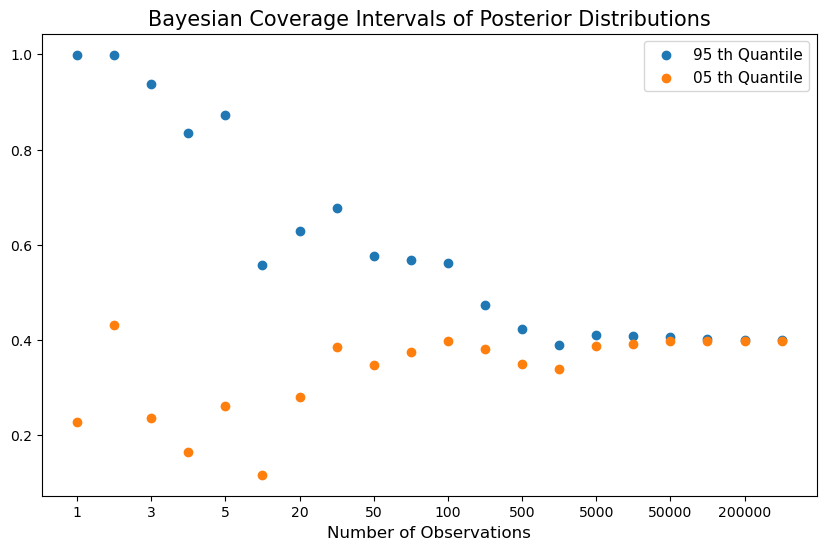 Bayesian Coverage Intervals of Posterior Distributions
95 th Quantile
05 th Quantile
1.0
0.8
0.6
0.4
0.2
1 3 5 20 50 100 500 5000 50000 200000
Number of Observations